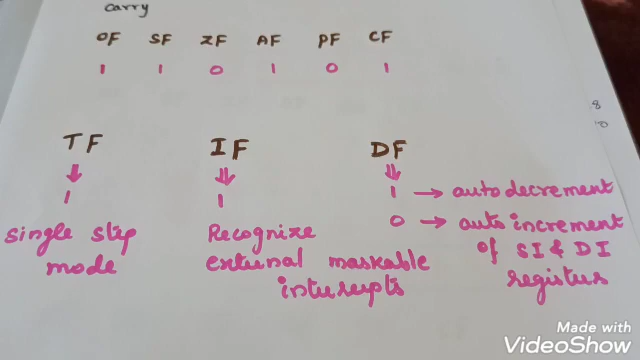 carry
OF SF ZF AF PF CF
1 1 0 1 0 1
8
10
TF IF DF
1 1 1 → auto decrement
0 → auto increment
single step Recognize of SI & DI
mode external maskable registers
interrupts
Made with
VideoShow